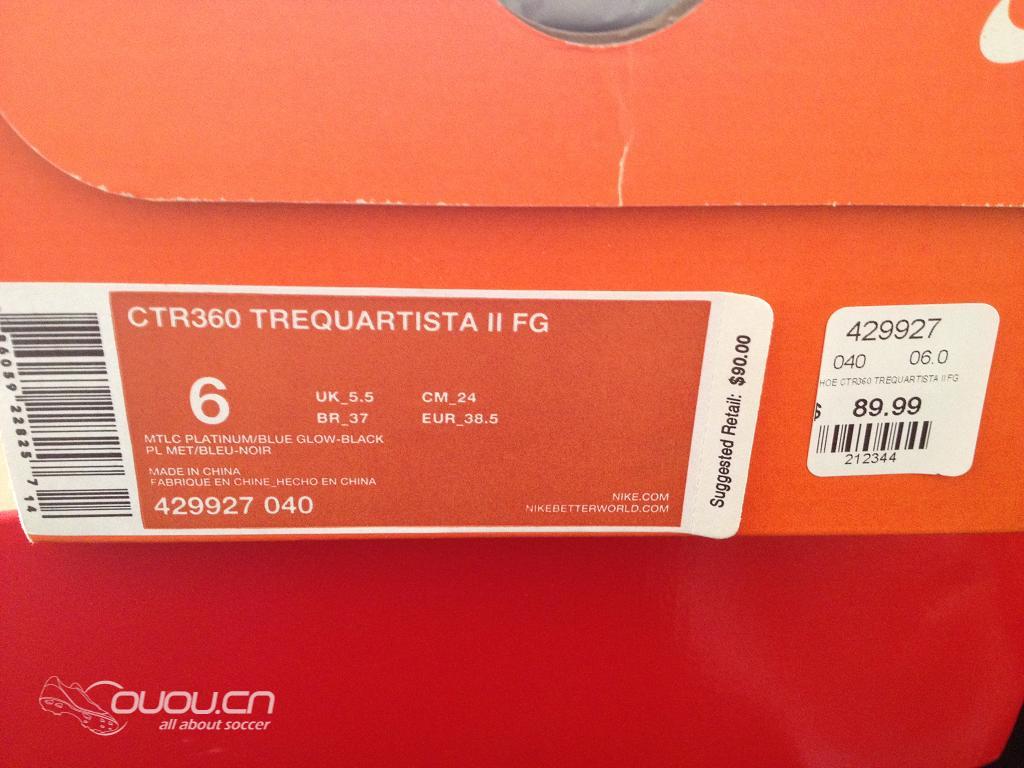 CTR360 TREQUARTISTA II FG
6
UK_5.5 CM_24
BR_37 EUR_38.5
MTLC PLATINUM/BLUE GLOW-BLACK
PL MET/BLEU-NOIR
MADE IN CHINA
FABRIQUE EN CHINE_HECHO EN CHINA
429927 040
NIKE.COM
NIKEBETTERWORLD.COM
Suggested Retail: $90.00
429927
040 06.0
HOE CTR360 TREQUARTISTA II FG
$ 89.99
212344
OUOU.CN
all about soccer